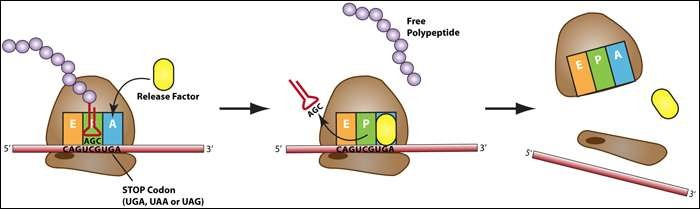 Release Factor
E A
AGC
CAGUCGUGA
5' 3'
STOP Codon
(UGA, UAA or UAG)
Free
Polypeptide
AGC
E P
CAGUCGUGA
5' 3'
E P A
5'
3'